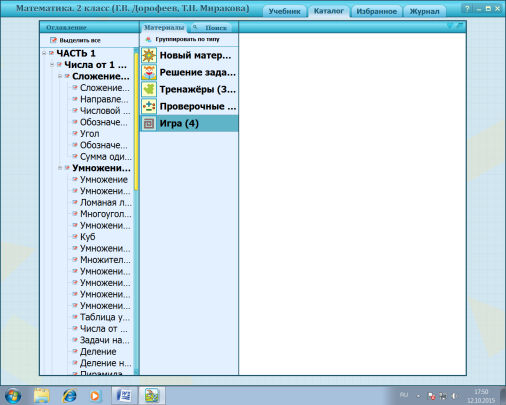 Математика. 2 класс (Г.В. Дорофеев, Т.Н. Миракова)
Учебник
Каталог
Избранное
Журнал
Оглавление
Материалы
Поиск
Выделить все
Группировать по типу
ЧАСТЬ 1
Числа от 1 ...
Сложение...
Сложение...
Направле...
Числовой ...
Обозначе...
Угол
Обозначе...
Сумма оди...
Умножени...
Умножение
Умножени...
Ломаная л...
Многоугол...
Умножени...
Куб
Умножени...
Множител...
Умножени...
Умножени...
Умножени...
Умножени...
Таблица у...
Числа от ...
Задачи на...
Деление
Деление н...
Пирамида
Новый матер...
Решение зада...
Тренажёры (3...
Проверочные ...
Игра (4)
RU
17:50
12.10.2015